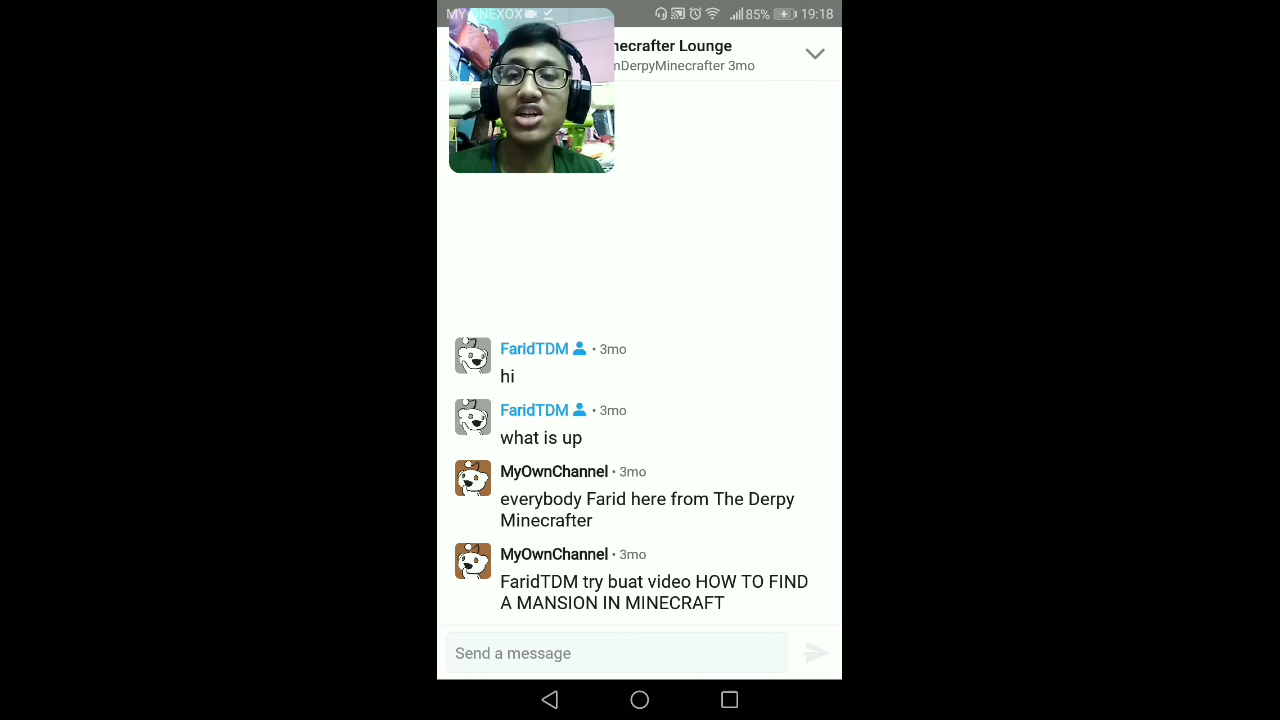 85% 19:18
necrafter Lounge
DerpyMinecrafter 3mo
FaridTDM • 3mo
hi
FaridTDM • 3mo
what is up
MyOwnChannel • 3mo
everybody Farid here from The Derpy
Minecrafter
MyOwnChannel • 3mo
FaridTDM try buat video HOW TO FIND
A MANSION IN MINECRAFT
Send a message